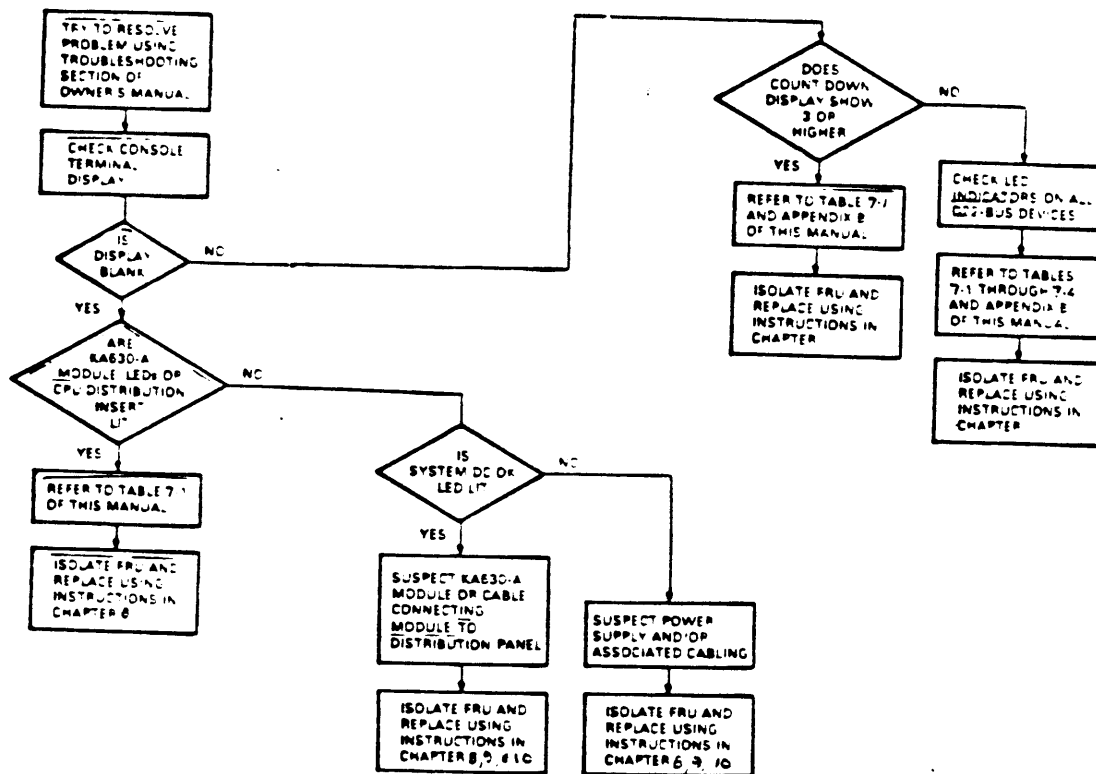 TRY TO RESOLVE
PROBLEM USING
TROUBLESHOOTING
SECTION OF
OWNER'S MANUAL
CHECK CONSOLE
TERMINAL
DISPLAY
IS
DISPLAY
BLANK
NO
YES
ARE
KA630-A
MODULE LEDs OR
CPU DISTRIBUTION
INSERT
LIT
NO
YES
REFER TO TABLE 7-1
OF THIS MANUAL
ISOLATE FRU AND
REPLACE USING
INSTRUCTIONS IN
CHAPTER
IS
SYSTEM DC OK
LED LIT
NO
YES
SUSPECT KA630-A
MODULE OR CABLE
CONNECTING
MODULE TO
DISTRIBUTION PANEL
ISOLATE FRU AND
REPLACE USING
INSTRUCTIONS IN
CHAPTER 8, 9, & 10
SUSPECT POWER
SUPPLY AND/OR
ASSOCIATED CABLING
ISOLATE FRU AND
REPLACE USING
INSTRUCTIONS IN
CHAPTER 9, 10
DOES
COUNT DOWN
DISPLAY SHOW
3 OR
HIGHER
NO
YES
REFER TO TABLE 7-1
AND APPENDIX B
OF THIS MANUAL
ISOLATE FRU AND
REPLACE USING
INSTRUCTIONS IN
CHAPTER
CHECK LED
INDICATORS ON ALL
Q22-BUS DEVICES
REFER TO TABLES
7-1 THROUGH 7-4
AND APPENDIX B
OF THIS MANUAL
ISOLATE FRU AND
REPLACE USING
INSTRUCTIONS IN
CHAPTER